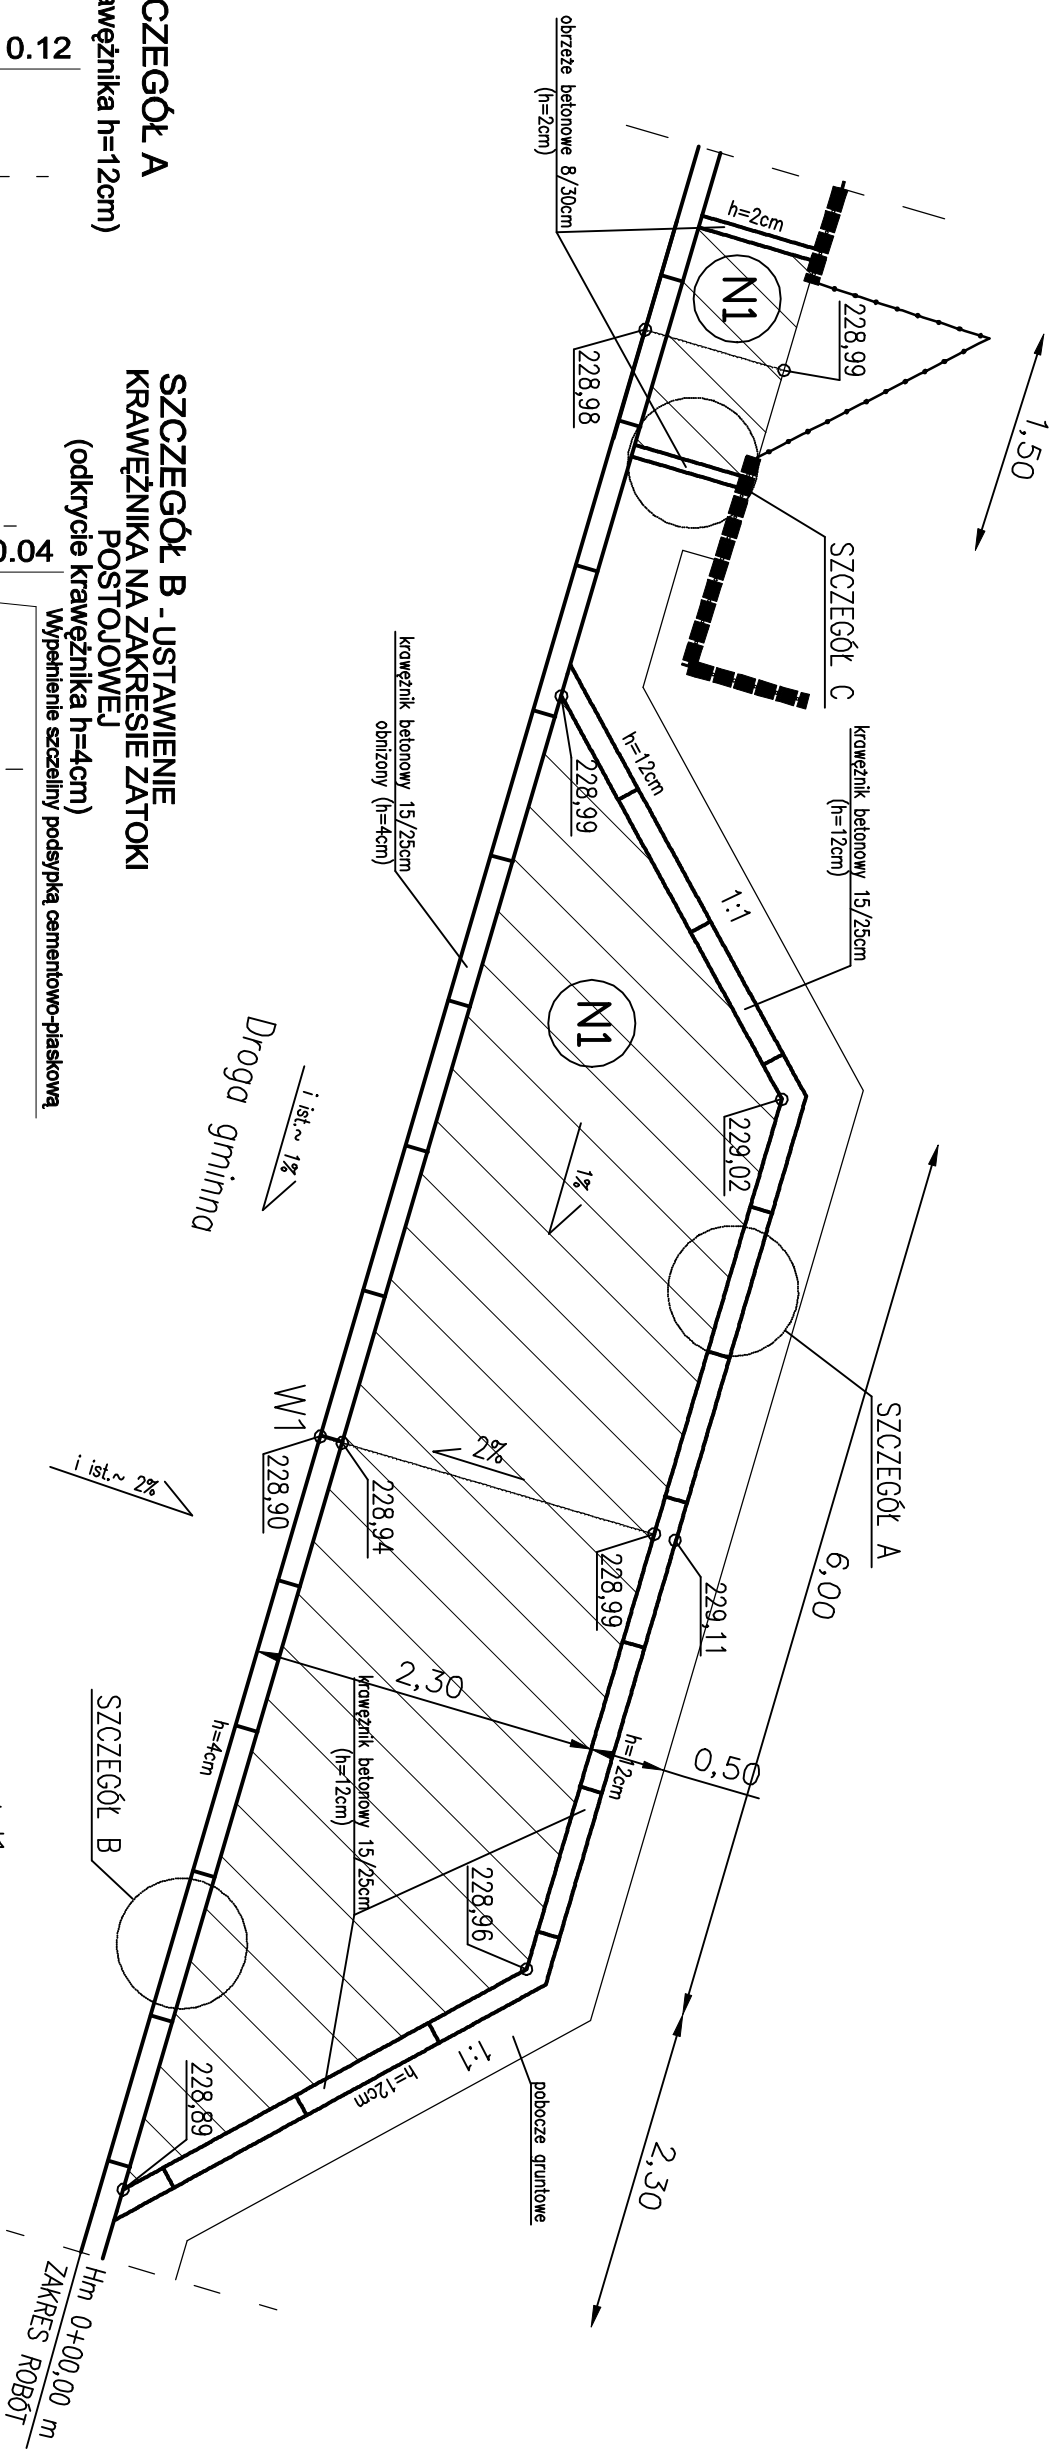 CZEGÓŁ A
awężnika h=12cm)
0.12
SZCZEGÓŁ B - USTAWIENIE
KRAWĘŻNIKA NA ZAKRESIE ZATOKI
POSTOJOWEJ
(odkrycie krawężnika h=4cm)
0.04
Wypełnienie szczeliny podsypką cementowo-piaskową
obrzeże betonowe 8/30cm
(h=2cm)
h=2cm
N1
228,99
228,98
1,50
SZCZEGÓŁ C
krawężnik betonowy 15/25cm
obniżony (h=4cm)
krawężnik betonowy 15/25cm
(h=12cm)
h=12cm
228,99
1:1
N1
229,02
1%
Droga gminna
i ist.~ 1%
SZCZEGÓŁ A
6,00
W1
228,90
228,94
2%
228,99
229,11
i ist.~ 2%
2,30
0,50
h=12cm
krawężnik betonowy 15/25cm
(h=12cm)
h=4cm
SZCZEGÓŁ B
228,96
1:1
h=12cm
pobocze gruntowe
2,30
228,89
Hm 0+00,00 m
ZAKRES ROBÓT